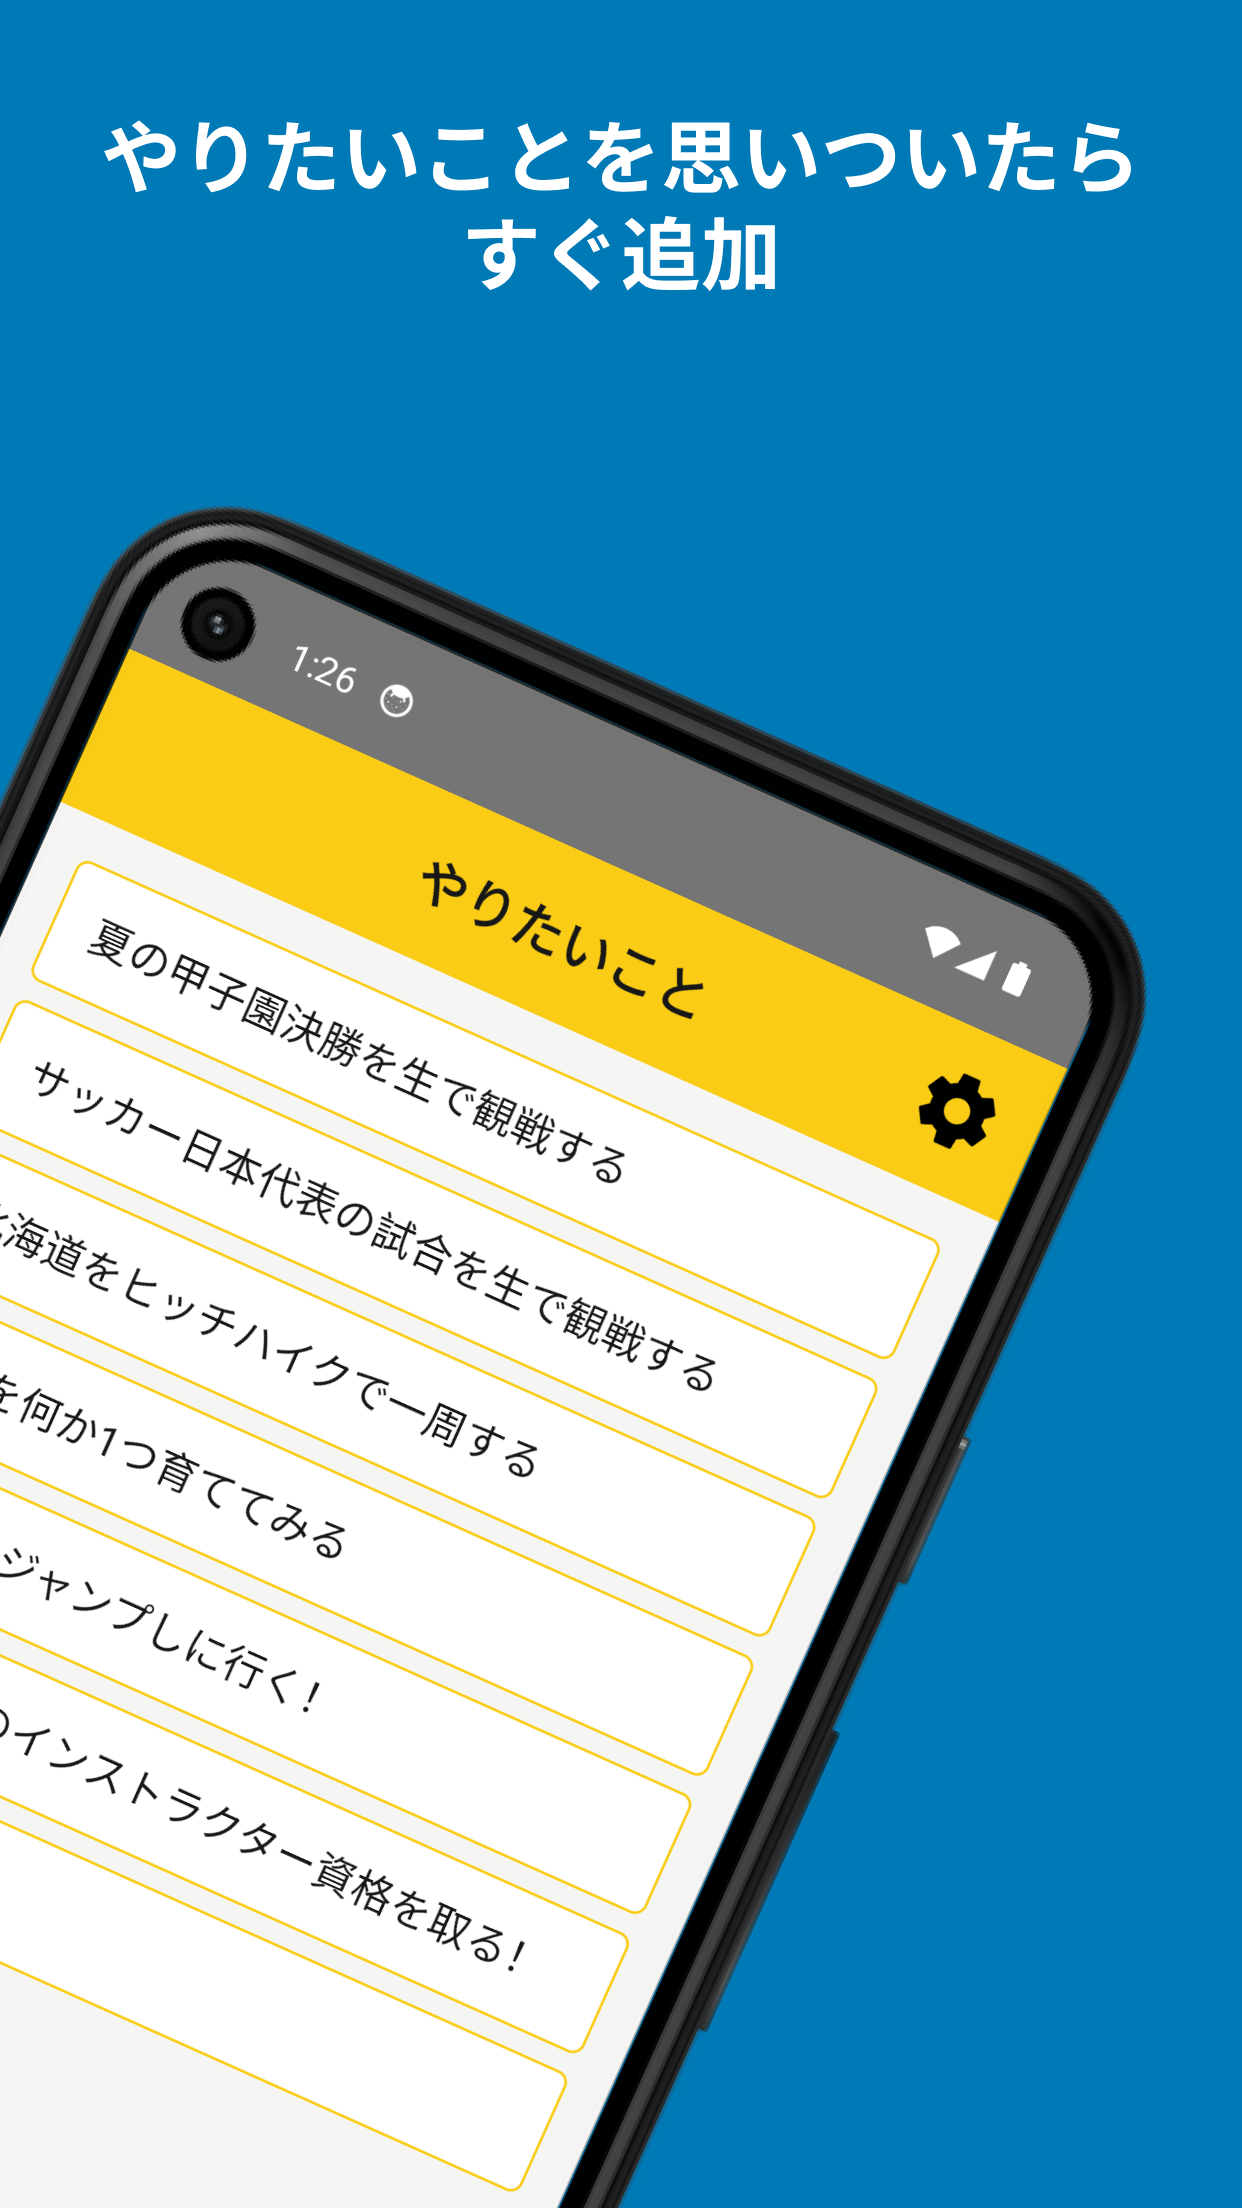 やりたいことを思いついたら
すぐ追加
1:26
やりたいこと
夏の甲子園決勝を生で観戦する
サッカー日本代表の試合を生で観戦する
海道をヒッチハイクで一周する
を何か1つ育ててみる
ジャンプしに行く！
のインストラクター資格を取る！